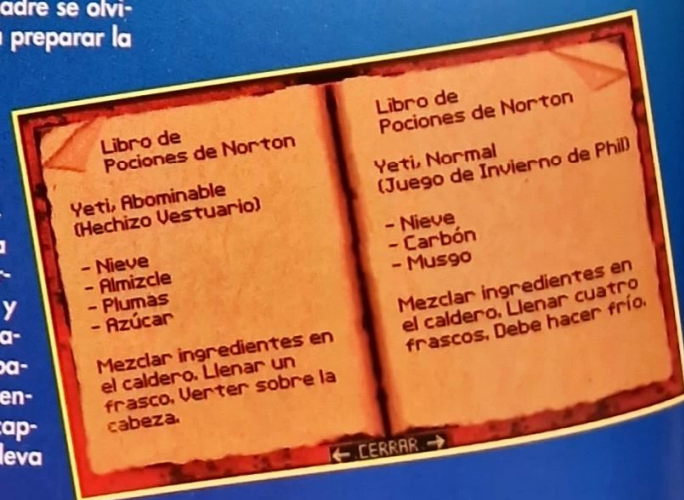 adre se olvi-
preparar la
y
a-
en-
leva
Libro de
Pociones de Norton
Yeti, Abominable
(Hechizo Vestuario)
- Nieve
- Almizcle
- Plumas
- Azúcar
Mezclar ingredientes en
el caldero. Llenar un
frasco. Verter sobre la
cabeza.
Libro de
Pociones de Norton
Yeti, Normal
(Juego de Invierno de Phil)
- Nieve
- Carbón
- Musgo
Mezclar ingredientes en
el caldero. Llenar cuatro
frascos. Debe hacer frío.
← CERRAR →